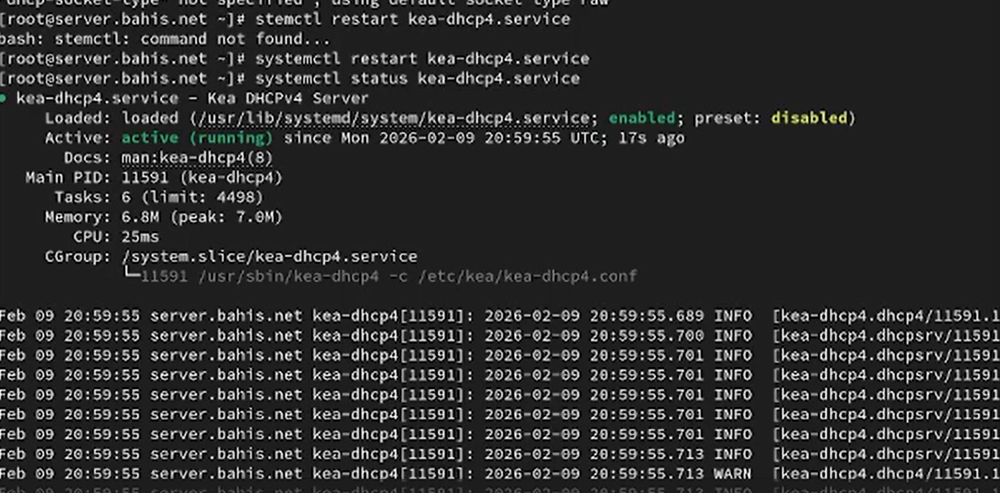 "dhcp-socket-type" not specified , using default socket type raw
[root@server.bahis.net ~]# stemctl restart kea-dhcp4.service
bash: stemctl: command not found...
[root@server.bahis.net ~]# systemctl restart kea-dhcp4.service
[root@server.bahis.net ~]# systemctl status kea-dhcp4.service
● kea-dhcp4.service - Kea DHCPv4 Server
Loaded: loaded (/usr/lib/systemd/system/kea-dhcp4.service; enabled; preset: disabled)
Active: active (running) since Mon 2026-02-09 20:59:55 UTC; 17s ago
Docs: man:kea-dhcp4(8)
Main PID: 11591 (kea-dhcp4)
Tasks: 6 (limit: 4498)
Memory: 6.8M (peak: 7.0M)
CPU: 25ms
CGroup: /system.slice/kea-dhcp4.service
└─11591 /usr/sbin/kea-dhcp4 -c /etc/kea/kea-dhcp4.conf
Feb 09 20:59:55 server.bahis.net kea-dhcp4[11591]: 2026-02-09 20:59:55.689 INFO [kea-dhcp4.dhcp4/11591.1
Feb 09 20:59:55 server.bahis.net kea-dhcp4[11591]: 2026-02-09 20:59:55.700 INFO [kea-dhcp4.dhcpsrv/11591
Feb 09 20:59:55 server.bahis.net kea-dhcp4[11591]: 2026-02-09 20:59:55.701 INFO [kea-dhcp4.dhcpsrv/11591
Feb 09 20:59:55 server.bahis.net kea-dhcp4[11591]: 2026-02-09 20:59:55.701 INFO [kea-dhcp4.dhcpsrv/11591
Feb 09 20:59:55 server.bahis.net kea-dhcp4[11591]: 2026-02-09 20:59:55.701 INFO [kea-dhcp4.dhcpsrv/11591
Feb 09 20:59:55 server.bahis.net kea-dhcp4[11591]: 2026-02-09 20:59:55.701 INFO [kea-dhcp4.dhcpsrv/11591
Feb 09 20:59:55 server.bahis.net kea-dhcp4[11591]: 2026-02-09 20:59:55.701 INFO [kea-dhcp4.dhcpsrv/11591
Feb 09 20:59:55 server.bahis.net kea-dhcp4[11591]: 2026-02-09 20:59:55.713 INFO [kea-dhcp4.dhcpsrv/11591
Feb 09 20:59:55 server.bahis.net kea-dhcp4[11591]: 2026-02-09 20:59:55.713 WARN [kea-dhcp4.dhcp4/11591.1